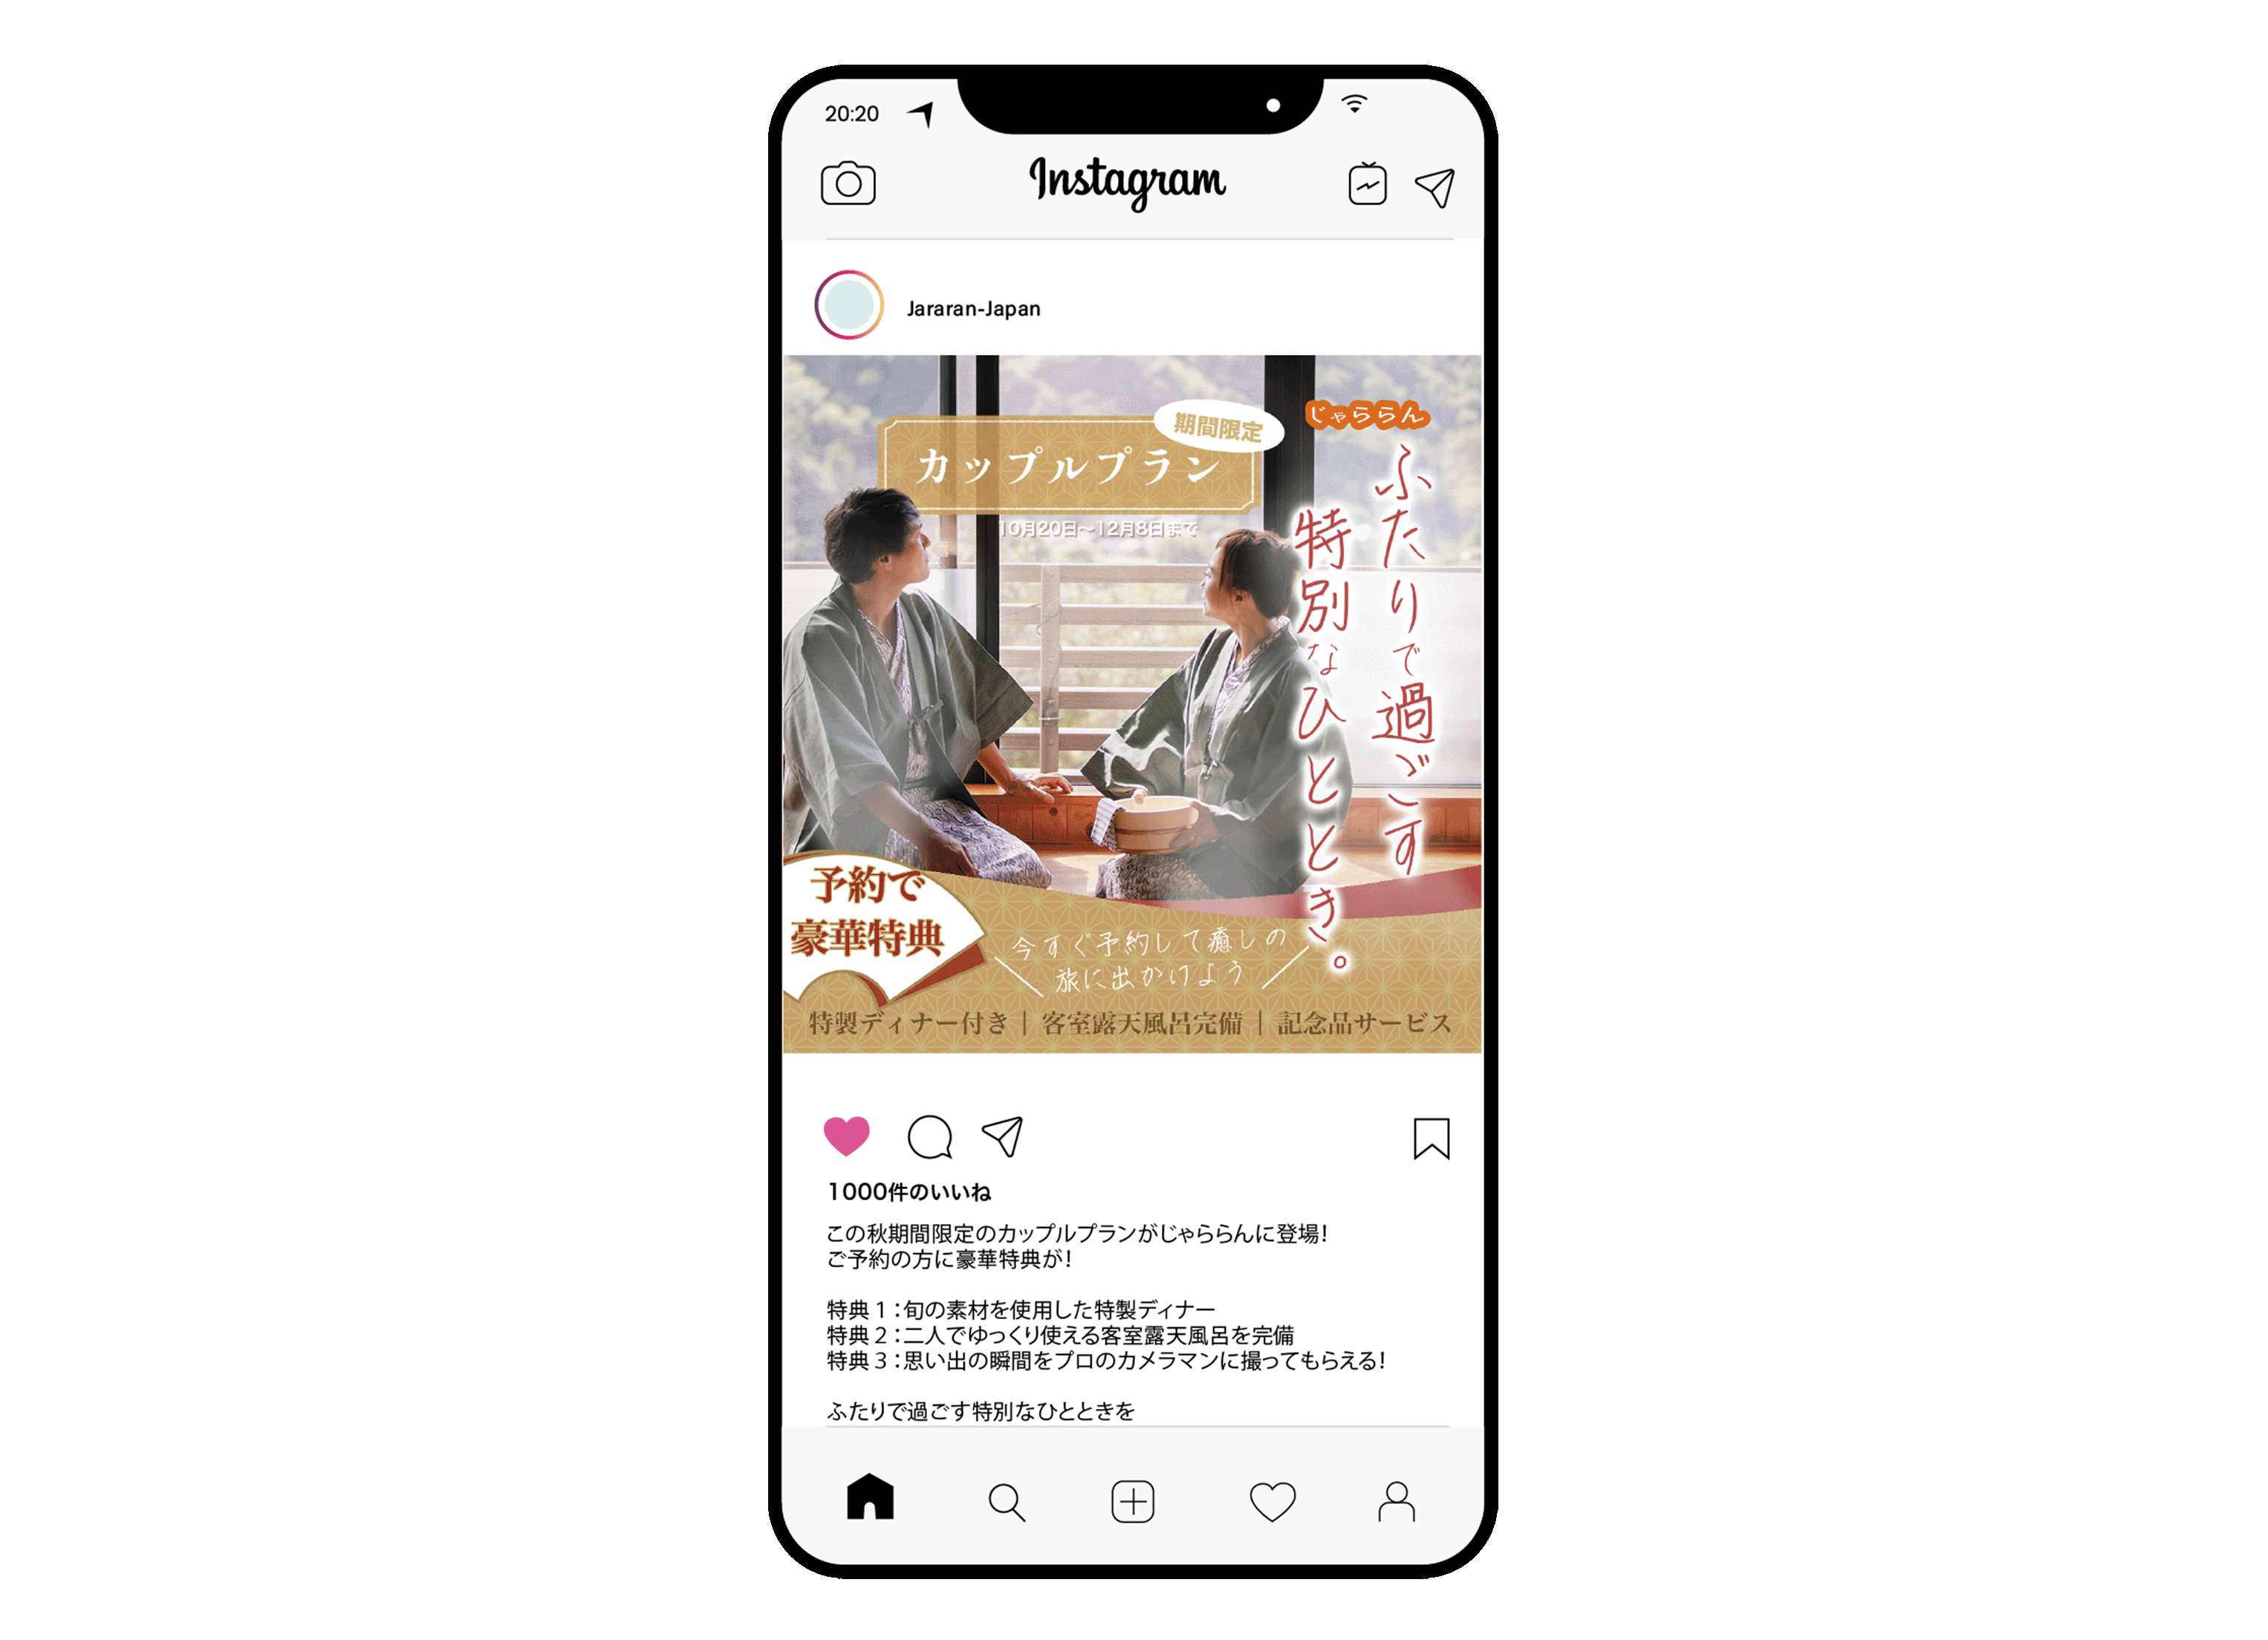 20:20
Instagram
Jararan-Japan
期間限定
カップルプラン
10月20日〜12月8日まで
じゃららん
ふたりで過ごす
特別なひととき。
予約で
豪華特典
今すぐ予約して癒しの
旅に出かけよう
特製ディナー付き｜客室露天風呂完備｜記念品サービス
1000件のいいね
この秋期間限定のカップルプランがじゃららんに登場！
ご予約の方に豪華特典が！
特典１：旬の素材を使用した特製ディナー
特典２：二人でゆっくり使える客室露天風呂を完備
特典３：思い出の瞬間をプロのカメラマンに撮ってもらえる！
ふたりで過ごす特別なひとときを